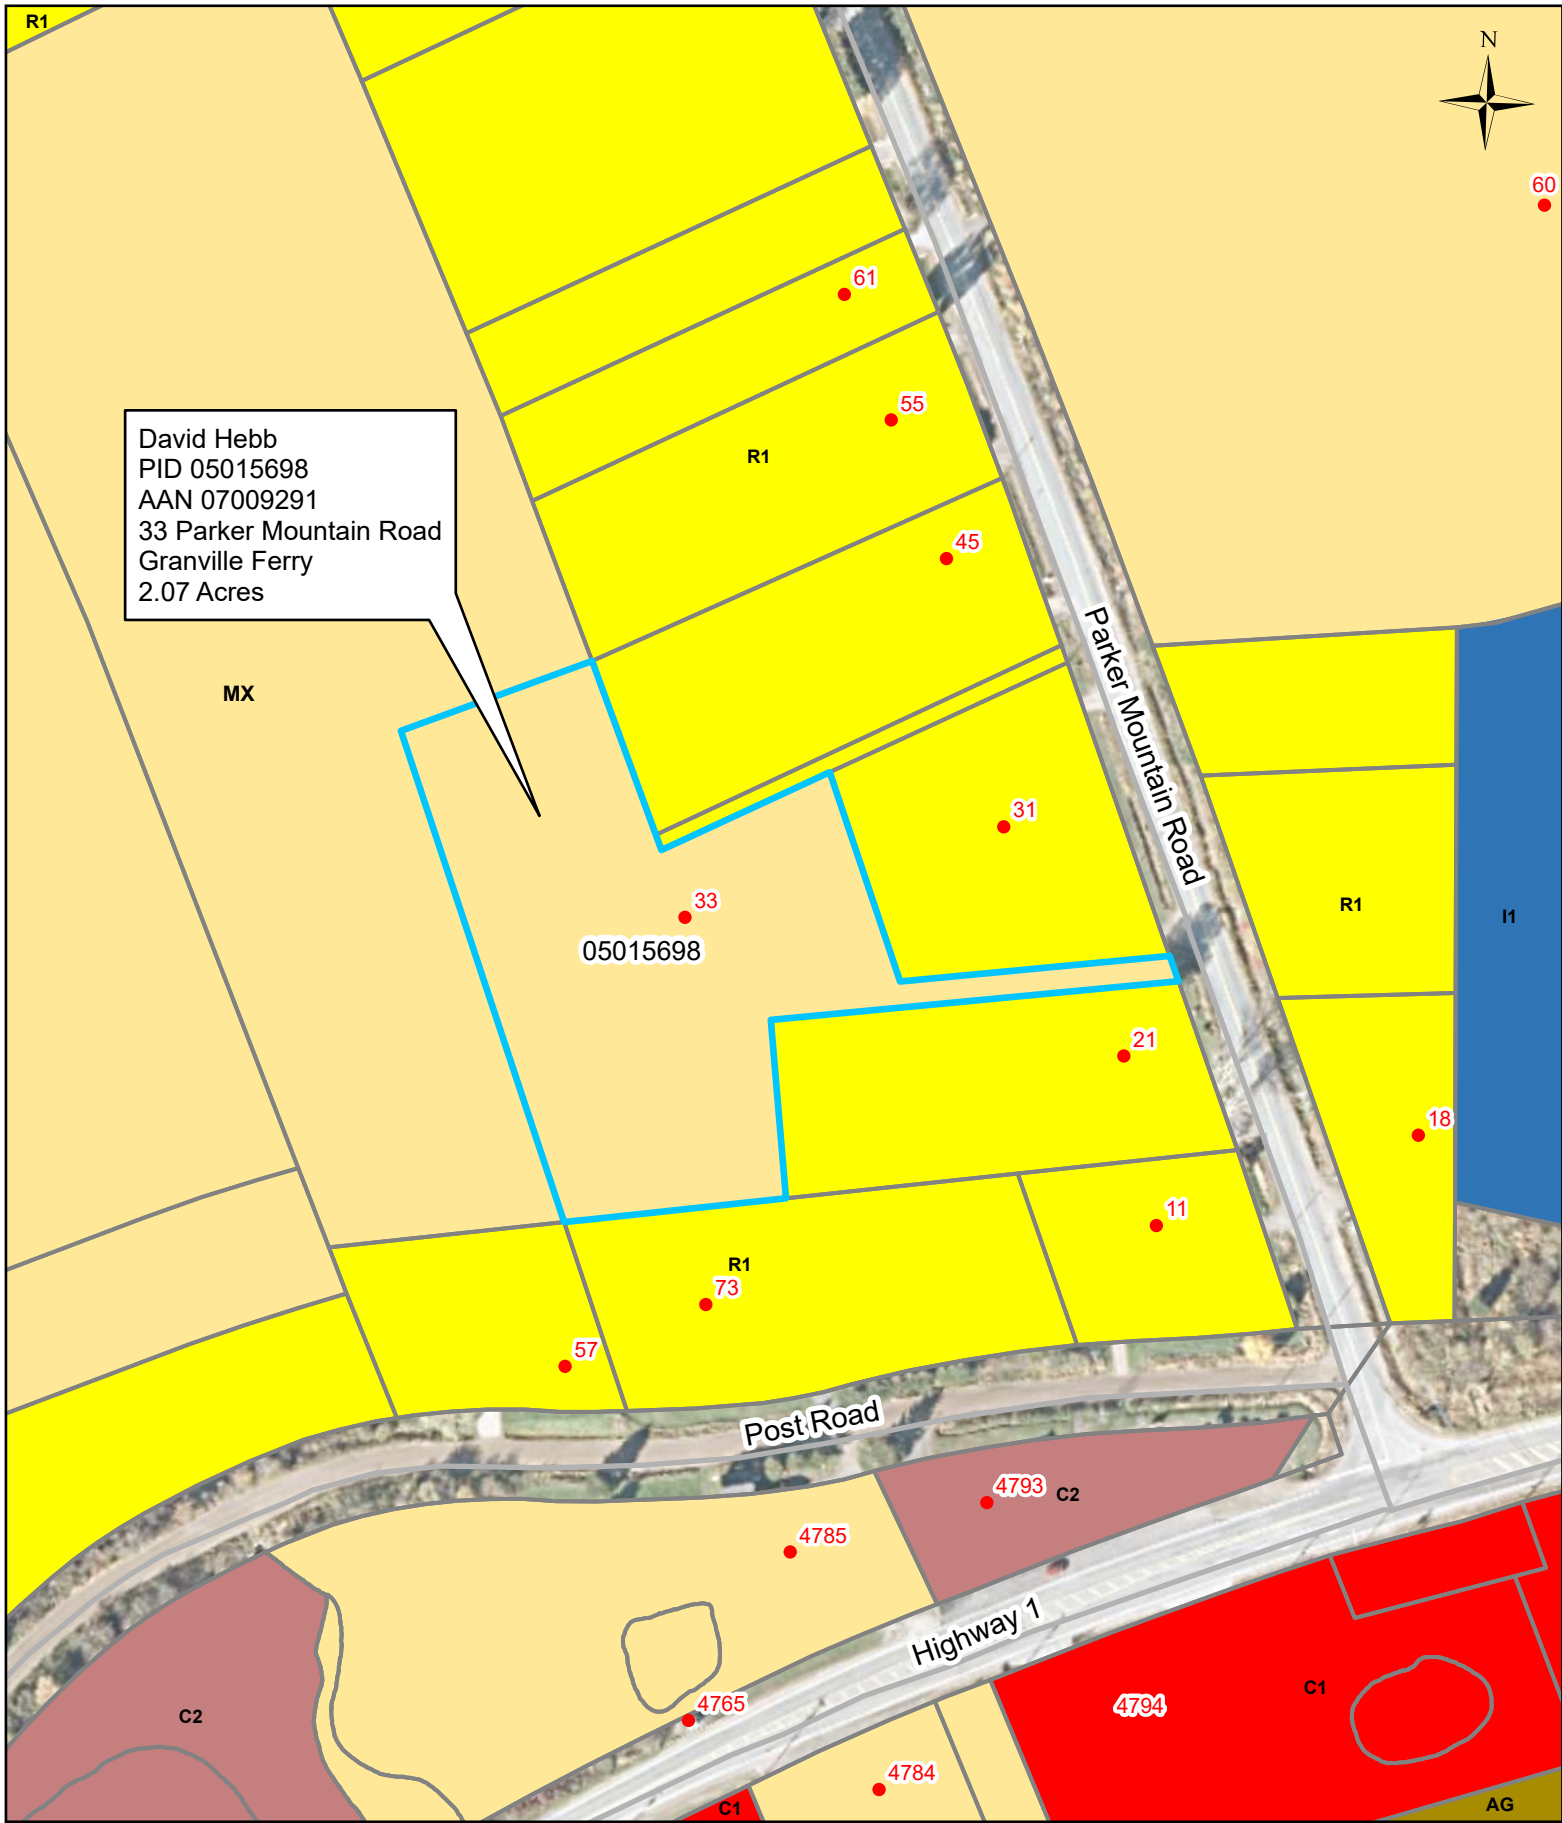 R1
N
60
61
55
R1
45
David Hebb
PID 05015698
AAN 07009291
33 Parker Mountain Road
Granville Ferry
2.07 Acres
MX
Parker Mountain Road
31
33
05015698
R1
I1
21
18
11
R1
73
57
Post Road
4793
C2
4785
Highway 1
4765
4794
C1
C2
4784
C1
AG